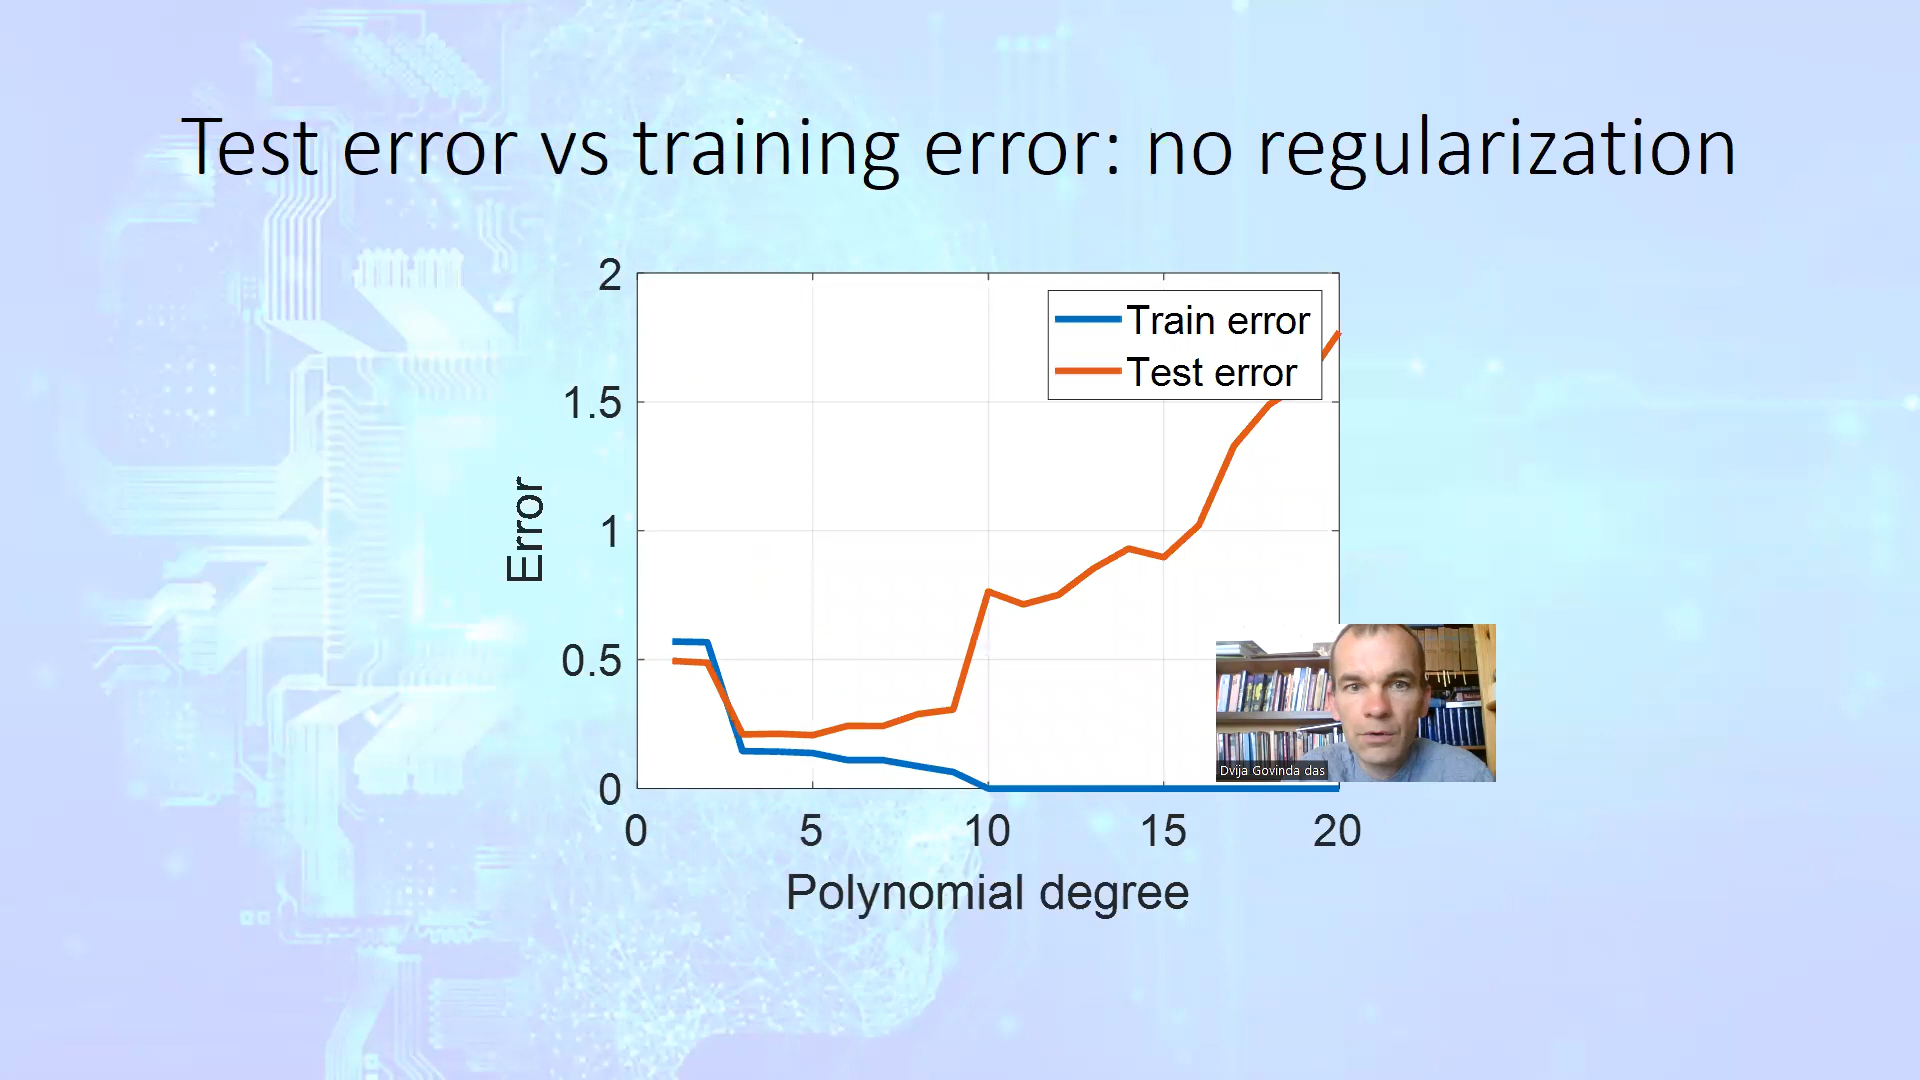 Test error vs training error: no regularization
2
1.5
1
0.5
0
Error
Train error
Test error
0 5 10 15 20
Polynomial degree
Dvija Govinda das